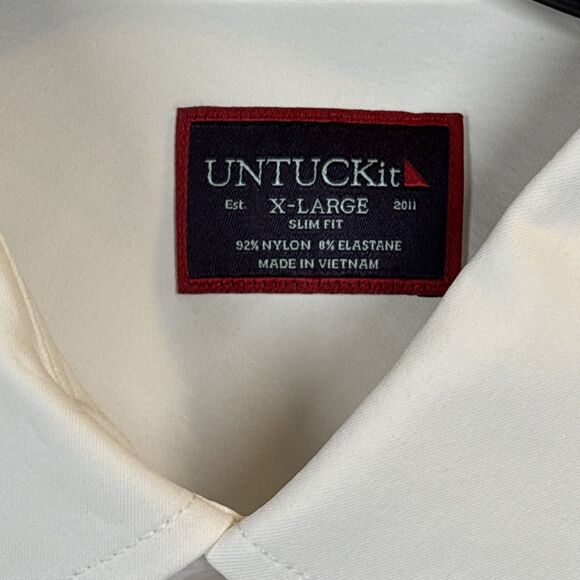 UNTUCKit
Est. X-LARGE 2011
SLIM FIT
92% NYLON 8% ELASTANE
MADE IN VIETNAM